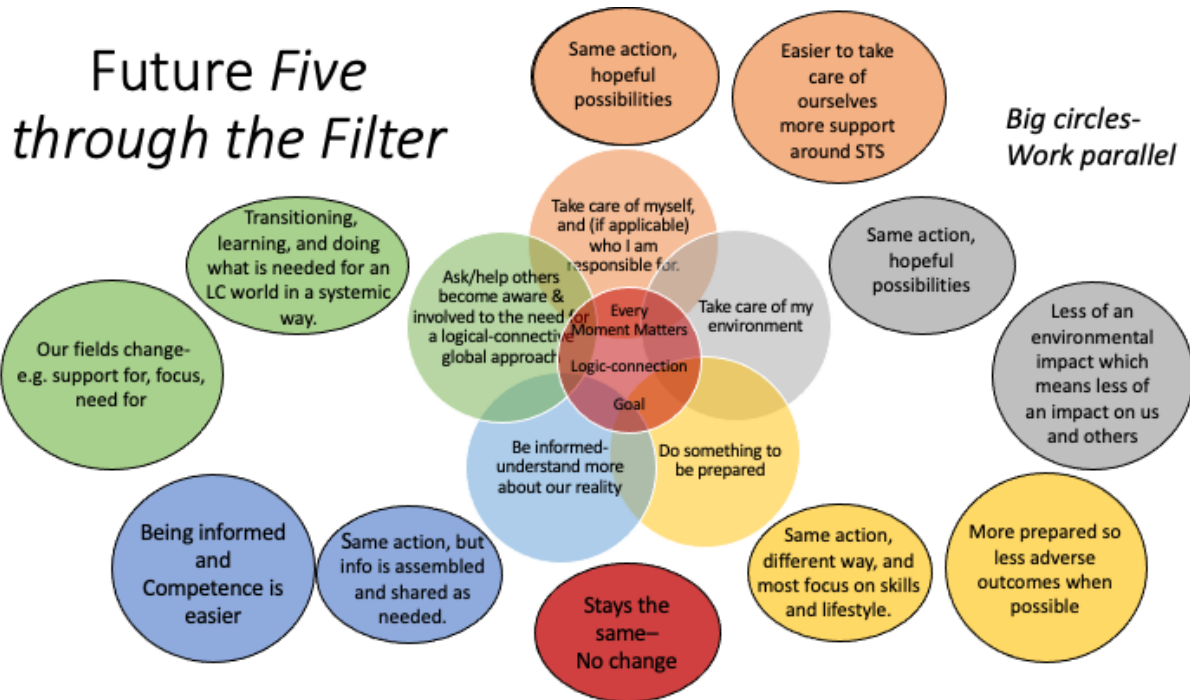 Future Five
through the Filter
Same action,
hopeful
possibilities
Easier to take
care of
ourselves
more support
around STS
Big circles-
Work parallel
Transitioning,
learning, and doing
what is needed for an
LC world in a systemic
way.
Take care of myself,
and (if applicable)
who I am
responsible for.
Same action,
hopeful
possibilities
Ask/help others
become aware &
involved to the need for
a logical-connective
global approach
Every
Moment Matters
Logic-connection
Goal
Take care of my
environment
Our fields change-
e.g. support for, focus,
need for
Less of an
environmental
impact which
means less of
an impact on us
and others
Be informed-
understand more
about our reality
Do something to
be prepared
Being informed
and
Competence is
easier
Same action, but
info is assembled
and shared as
needed.
Stays the
same–
No change
Same action,
different way, and
most focus on skills
and lifestyle.
More prepared so
less adverse
outcomes when
possible